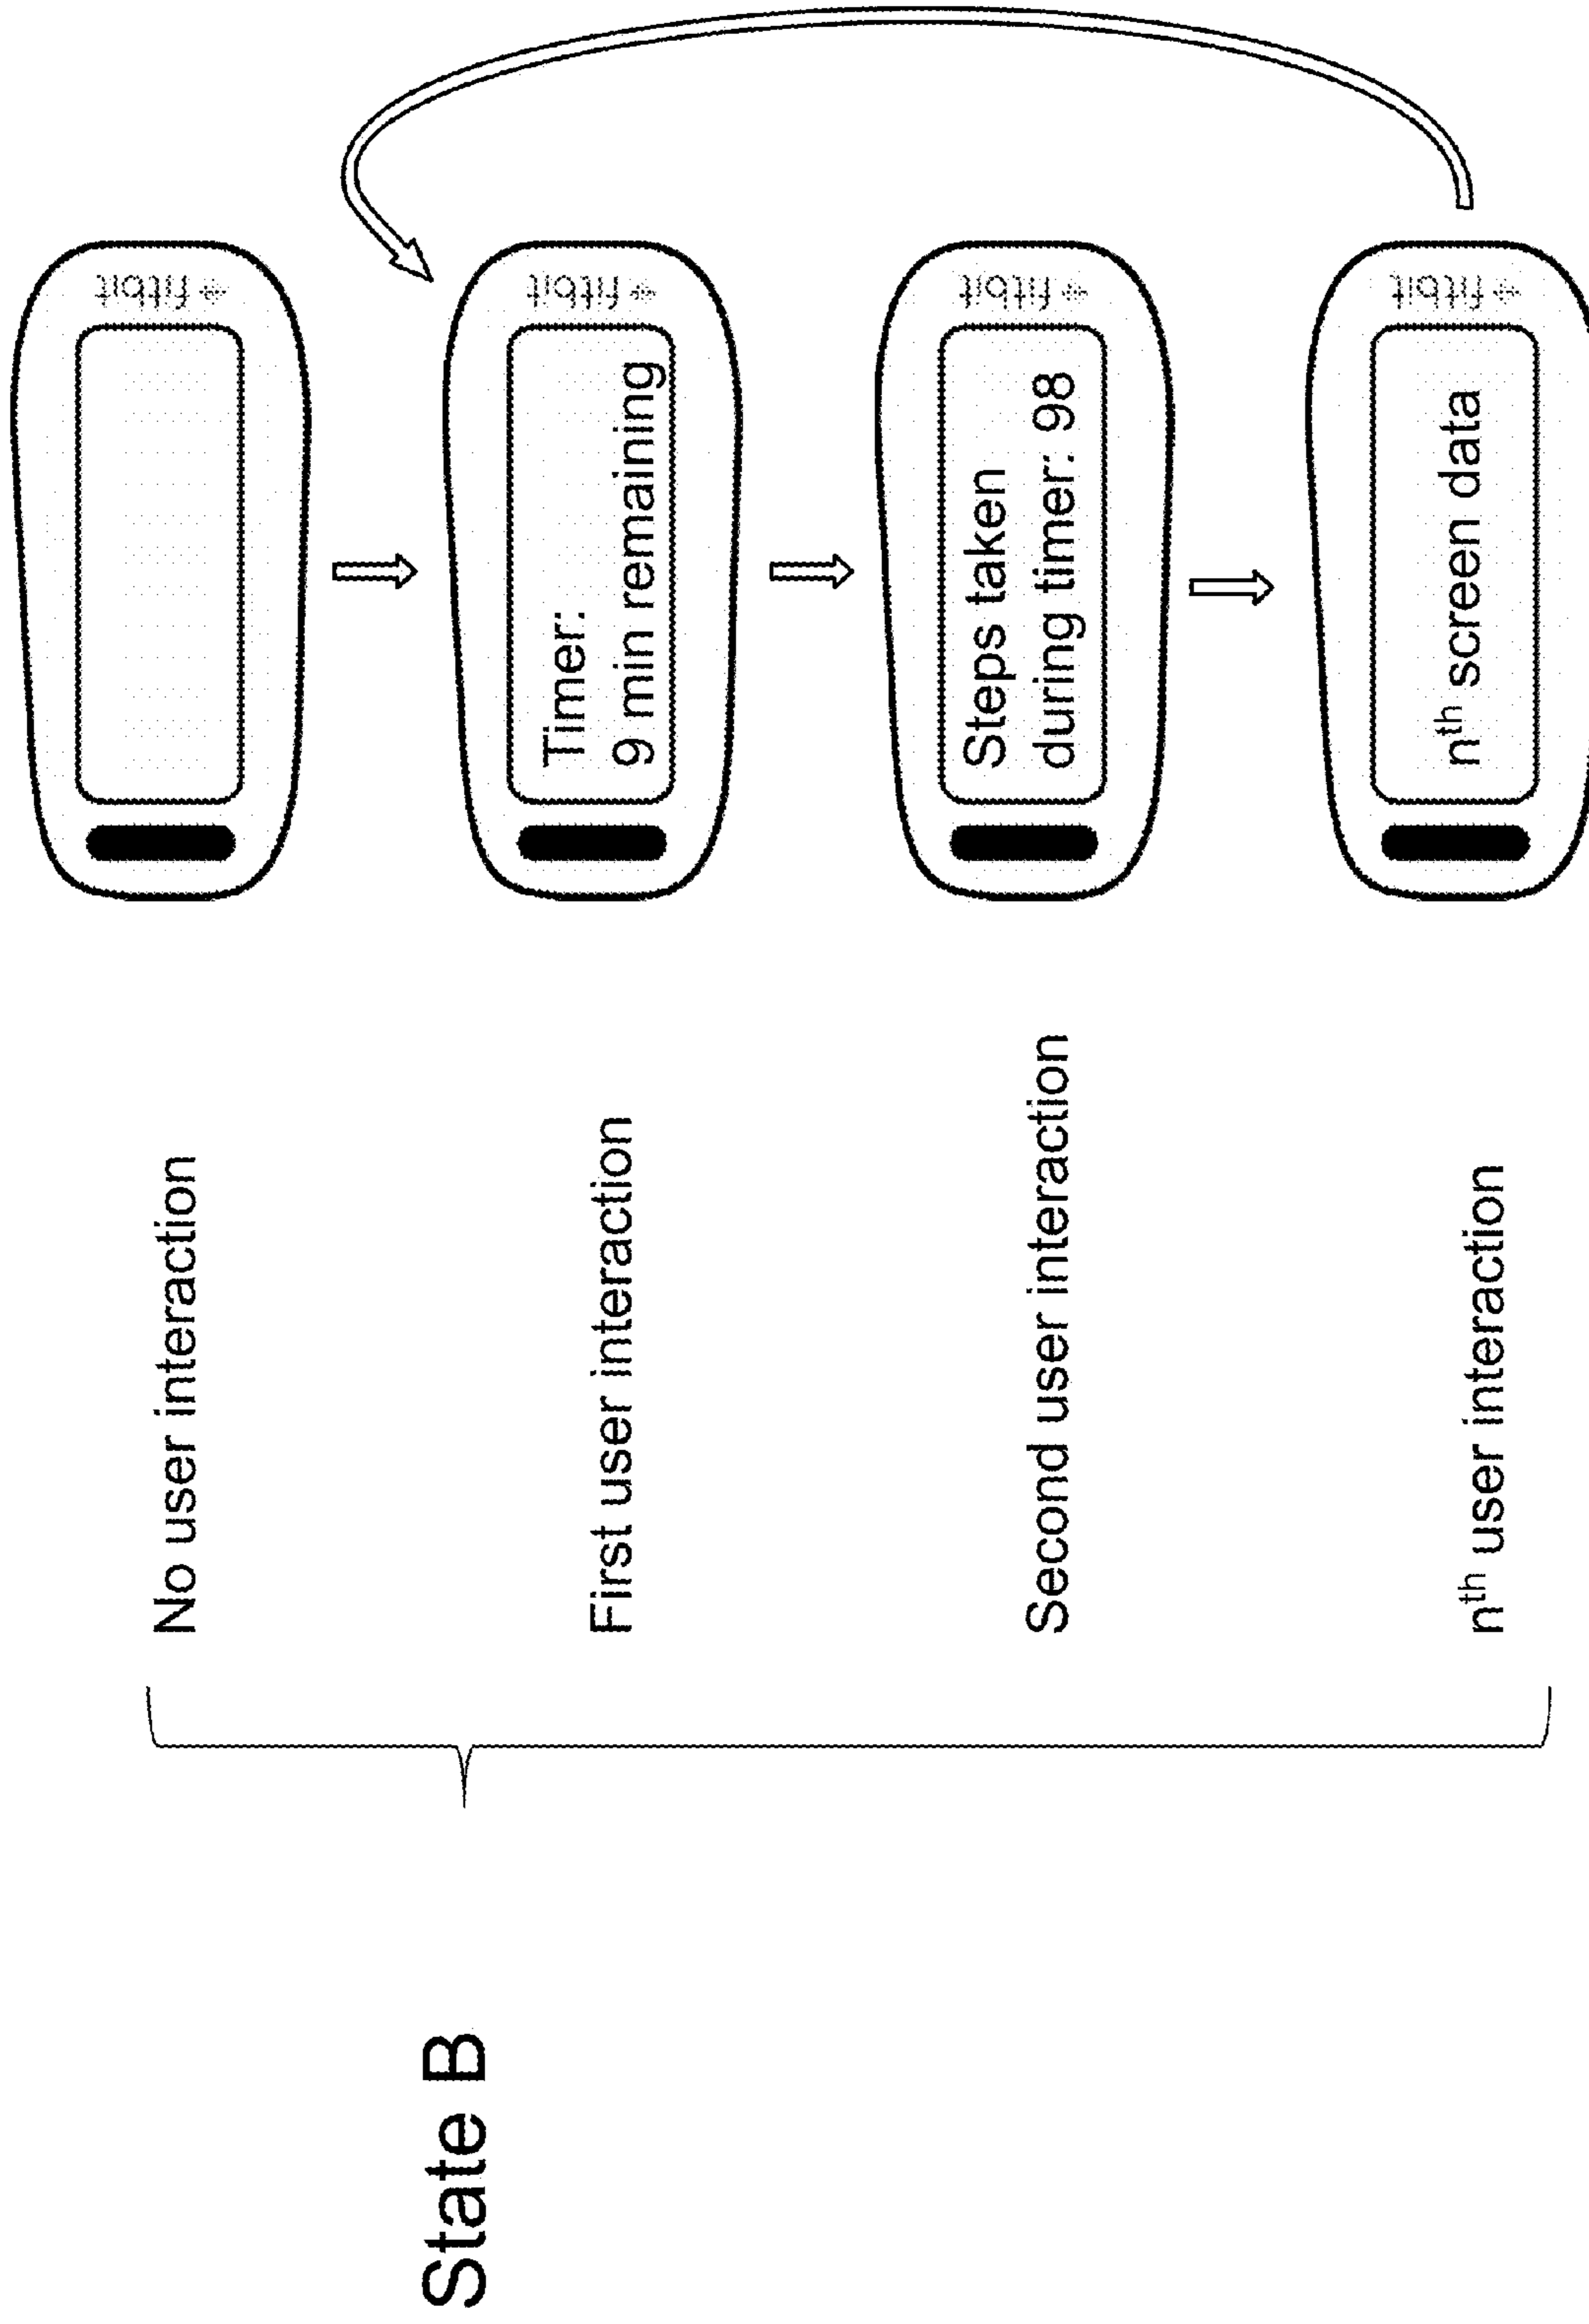 State B
No user interaction
fitbit
First user interaction
Timer:
9 min remaining
fitbit
Second user interaction
Steps taken
during timer: 98
fitbit
nth user interaction
nth screen data
fitbit